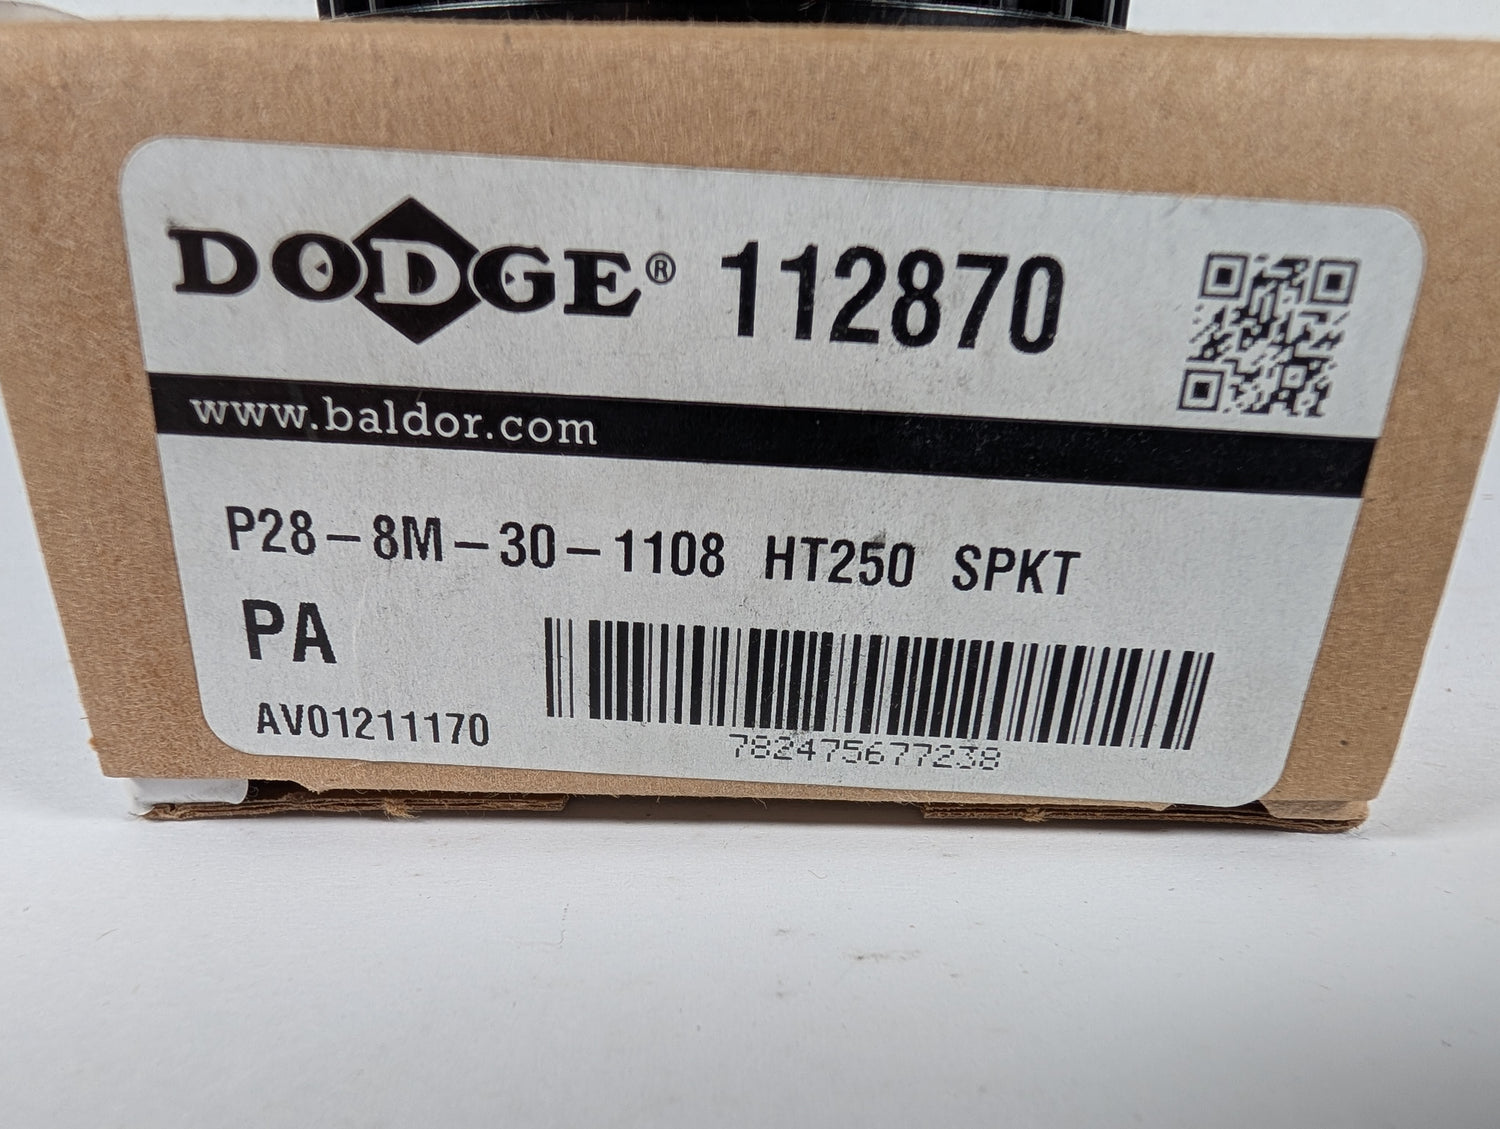 DODGE® 112870
www.baldor.com
P28-8M-30-1108 HT250 SPKT
PA
AV01211170
782475677238